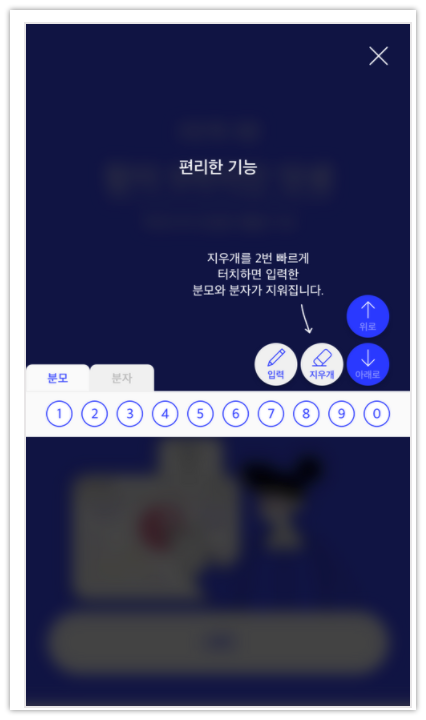 편리한 기능
지우개를 2번 빠르게
터치하면 입력한
분모와 분자가 지워집니다.
위로
입력
지우개
아래로
분모
분자
1 2 3 4 5 6 7 8 9 0